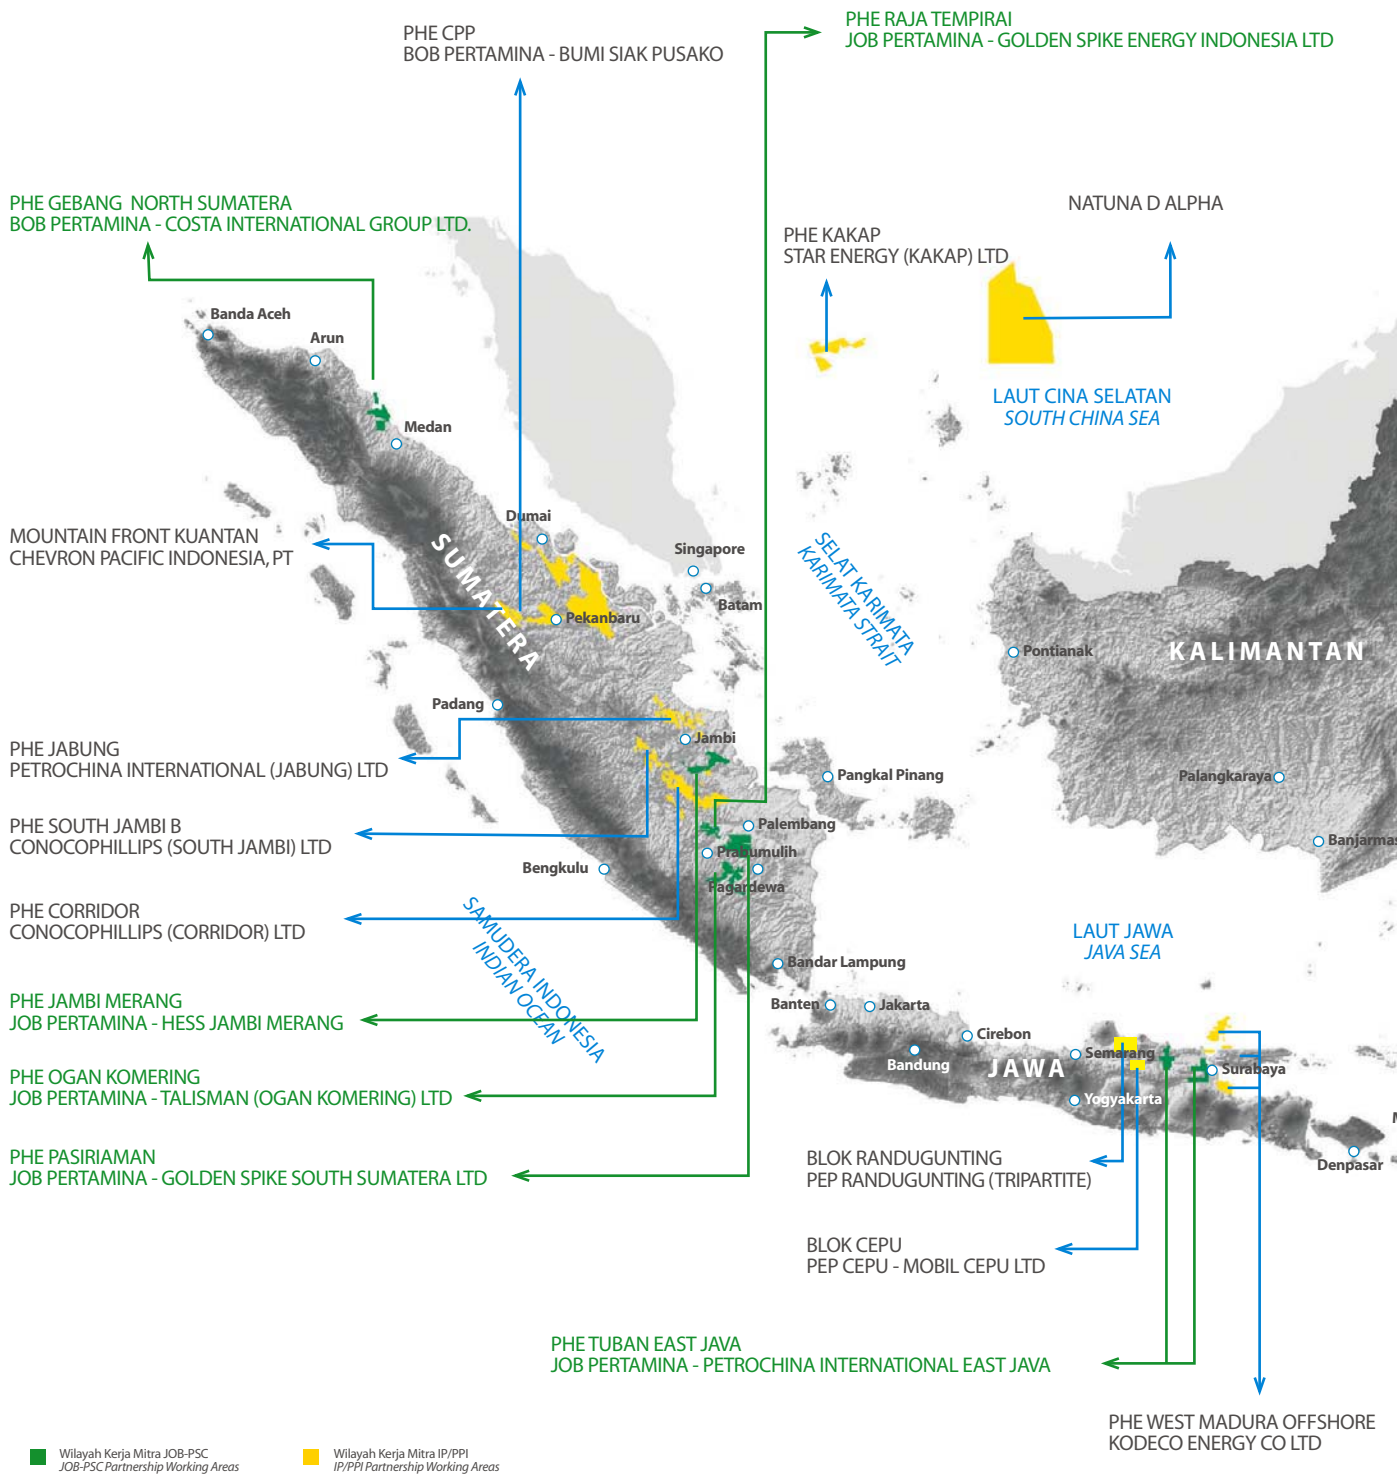 PHE RAJA TEMPIRAI
JOB PERTAMINA - GOLDEN SPIKE ENERGY INDONESIA LTD
PHE CPP
BOB PERTAMINA - BUMI SIAK PUSAKO
PHE GEBANG NORTH SUMATERA
BOB PERTAMINA - COSTA INTERNATIONAL GROUP LTD.
NATUNA D ALPHA
PHE KAKAP
STAR ENERGY (KAKAP) LTD
Banda Aceh
Arun
LAUT CINA SELATAN
SOUTH CHINA SEA
Medan
Dumai
MOUNTAIN FRONT KUANTAN
CHEVRON PACIFIC INDONESIA, PT
SUMATERA
Singapore
Batam
SELAT KARIMATA
KARIMATA STRAIT
Pekanbaru
Pontianak
KALIMANTAN
Padang
Jambi
PHE JABUNG
PETROCHINA INTERNATIONAL (JABUNG) LTD
Pangkal Pinang
Palangkaraya
PHE SOUTH JAMBI B
CONOCOPHILLIPS (SOUTH JAMBI) LTD
Palembang
Prabumulih
Banjarmas
Bengkulu
Pagardewa
PHE CORRIDOR
CONOCOPHILLIPS (CORRIDOR) LTD
SAMUDERA INDONESIA
INDIAN OCEAN
LAUT JAWA
JAVA SEA
Bandar Lampung
PHE JAMBI MERANG
JOB PERTAMINA - HESS JAMBI MERANG
Banten
Jakarta
Cirebon
Semarang
Bandung
JAWA
Surabaya
PHE OGAN KOMERING
JOB PERTAMINA - TALISMAN (OGAN KOMERING) LTD
Yogyakarta
M
PHE PASIRIAMAN
JOB PERTAMINA - GOLDEN SPIKE SOUTH SUMATERA LTD
BLOK RANDUGUNTING
PEP RANDUGUNTING (TRIPARTITE)
Denpasar
BLOK CEPU
PEP CEPU - MOBIL CEPU LTD
PHE TUBAN EAST JAVA
JOB PERTAMINA - PETROCHINA INTERNATIONAL EAST JAVA
PHE WEST MADURA OFFSHORE
KODECO ENERGY CO LTD
Wilayah Kerja Mitra JOB-PSC
JOB-PSC Partnership Working Areas
Wilayah Kerja Mitra IP/PPI
IP/PPI Partnership Working Areas